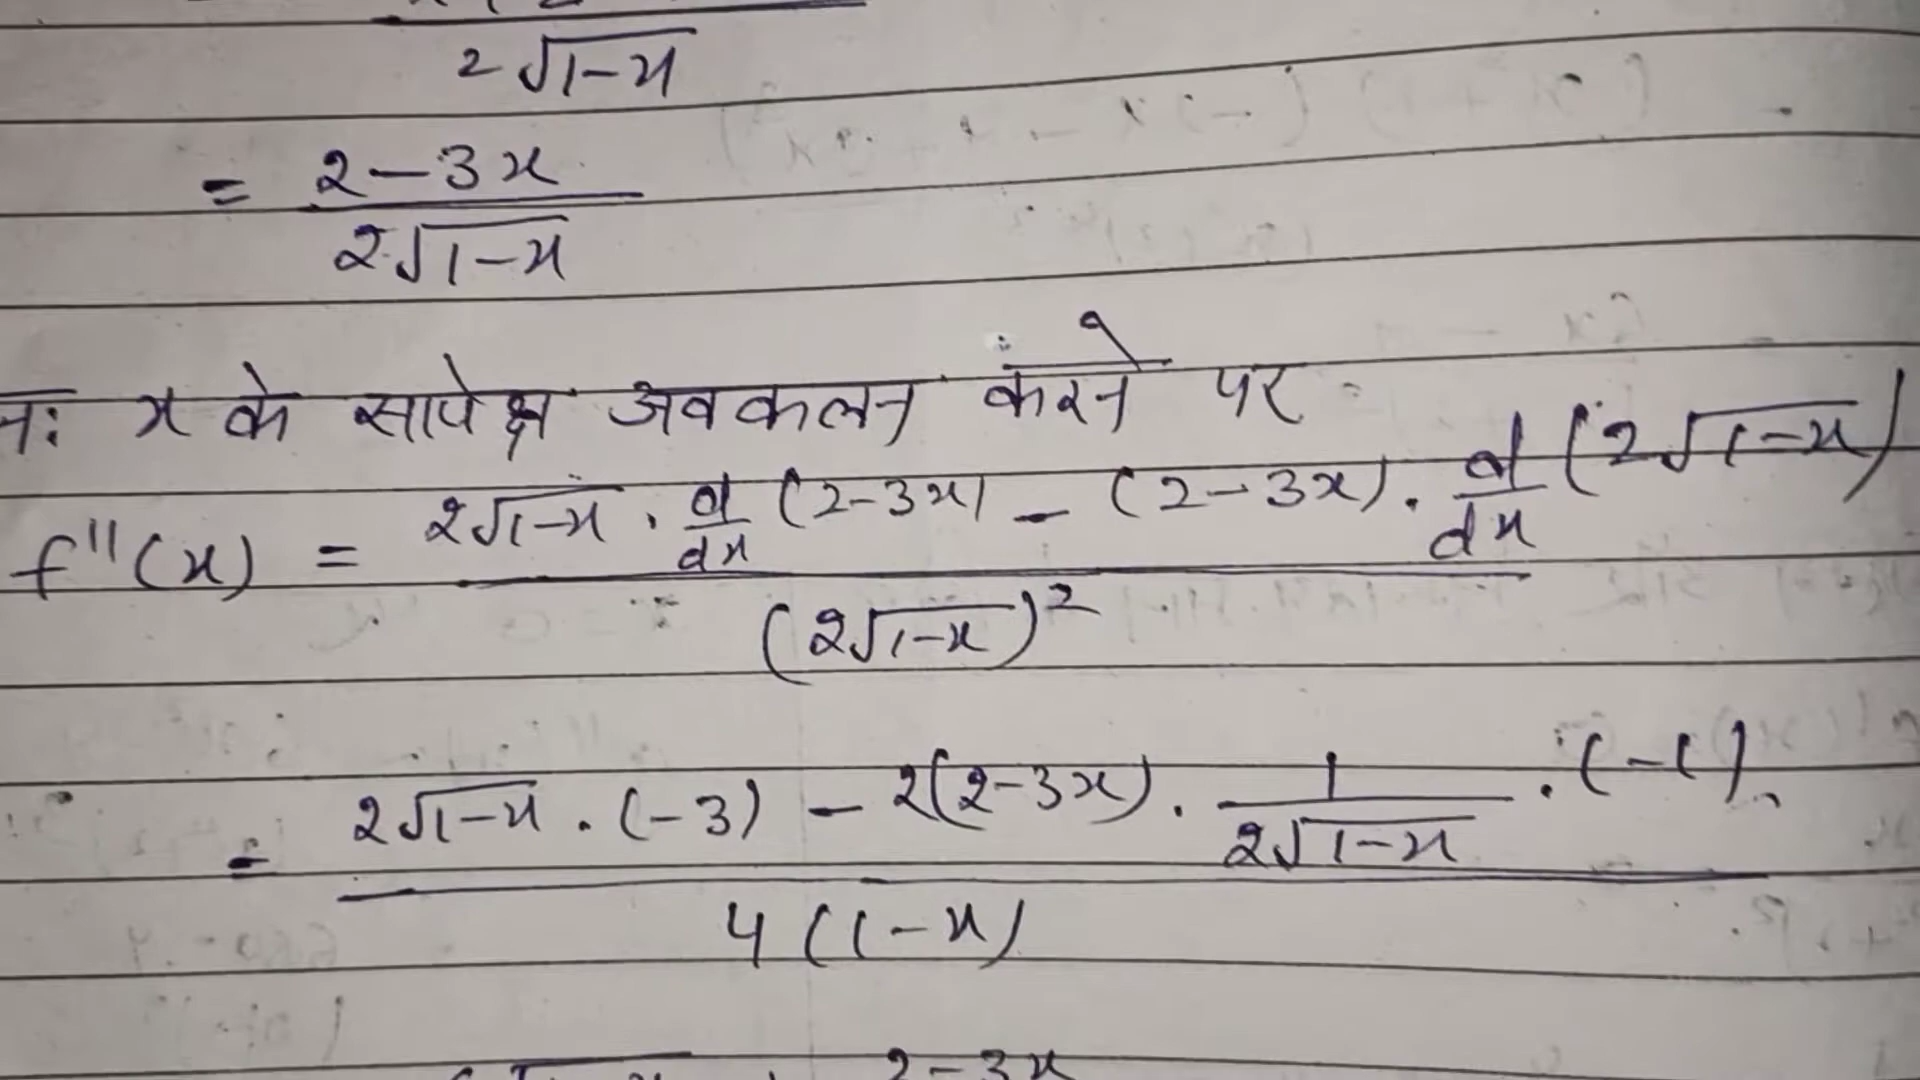 2√1-x
= 2-3x / 2√1-x
x के सापेक्ष अवकलन करने पर
f''(x) = 2√1-x . d/dx (2-3x) - (2-3x) . d/dx (2√1-x) / (2√1-x)²
= 2√1-x . (-3) - 2(2-3x) . 1/2√1-x . (-1) / 4(1-x)
2-3x